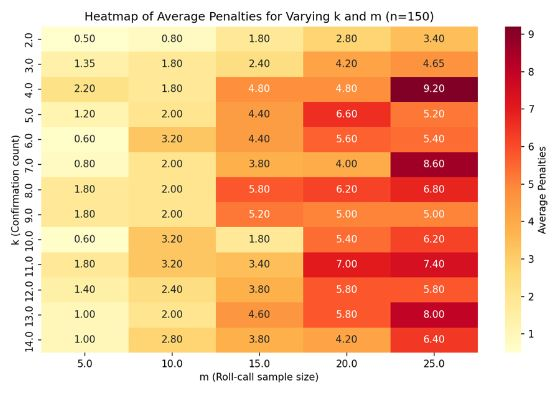 Heatmap of Average Penalties for Varying k and m (n=150)
2.0 0.50 0.80 1.80 2.80 3.40
3.0 1.35 1.80 2.40 4.20 4.65
4.0 2.20 1.80 4.80 4.80 9.20
5.0 1.20 2.00 4.40 6.60 5.20
6.0 0.60 3.20 4.40 5.60 5.40
7.0 0.80 2.00 3.80 4.00 8.60
8.0 1.80 2.00 5.80 6.20 6.80
9.0 1.80 2.00 5.20 5.00 5.00
10.0 0.60 3.20 1.80 5.40 6.20
11.0 1.80 3.20 3.40 7.00 7.40
12.0 1.40 2.40 3.80 5.80 5.80
13.0 1.00 2.00 4.60 5.80 8.00
14.0 1.00 2.80 3.80 4.20 6.40
5.0 10.0 15.0 20.0 25.0
m (Roll-call sample size)
k (Confirmation count)
9
8
7
6
5
4
3
2
1
Average Penalties